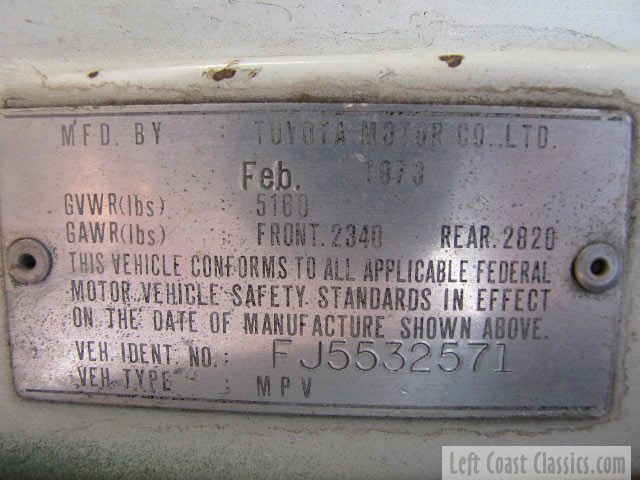 MFD. BY : TOYOTA MOTOR CO.,LTD.
Feb. 1973
GVWR(lbs) : 5160
GAWR(lbs) : FRONT.2340 REAR.2820
THIS VEHICLE CONFORMS TO ALL APPLICABLE FEDERAL
MOTOR VEHICLE SAFETY STANDARDS IN EFFECT
ON THE DATE OF MANUFACTURE SHOWN ABOVE.
VEH. IDENT. NO. : FJ5532571
VEH TYPE : MPV
Left Coast Classics.com